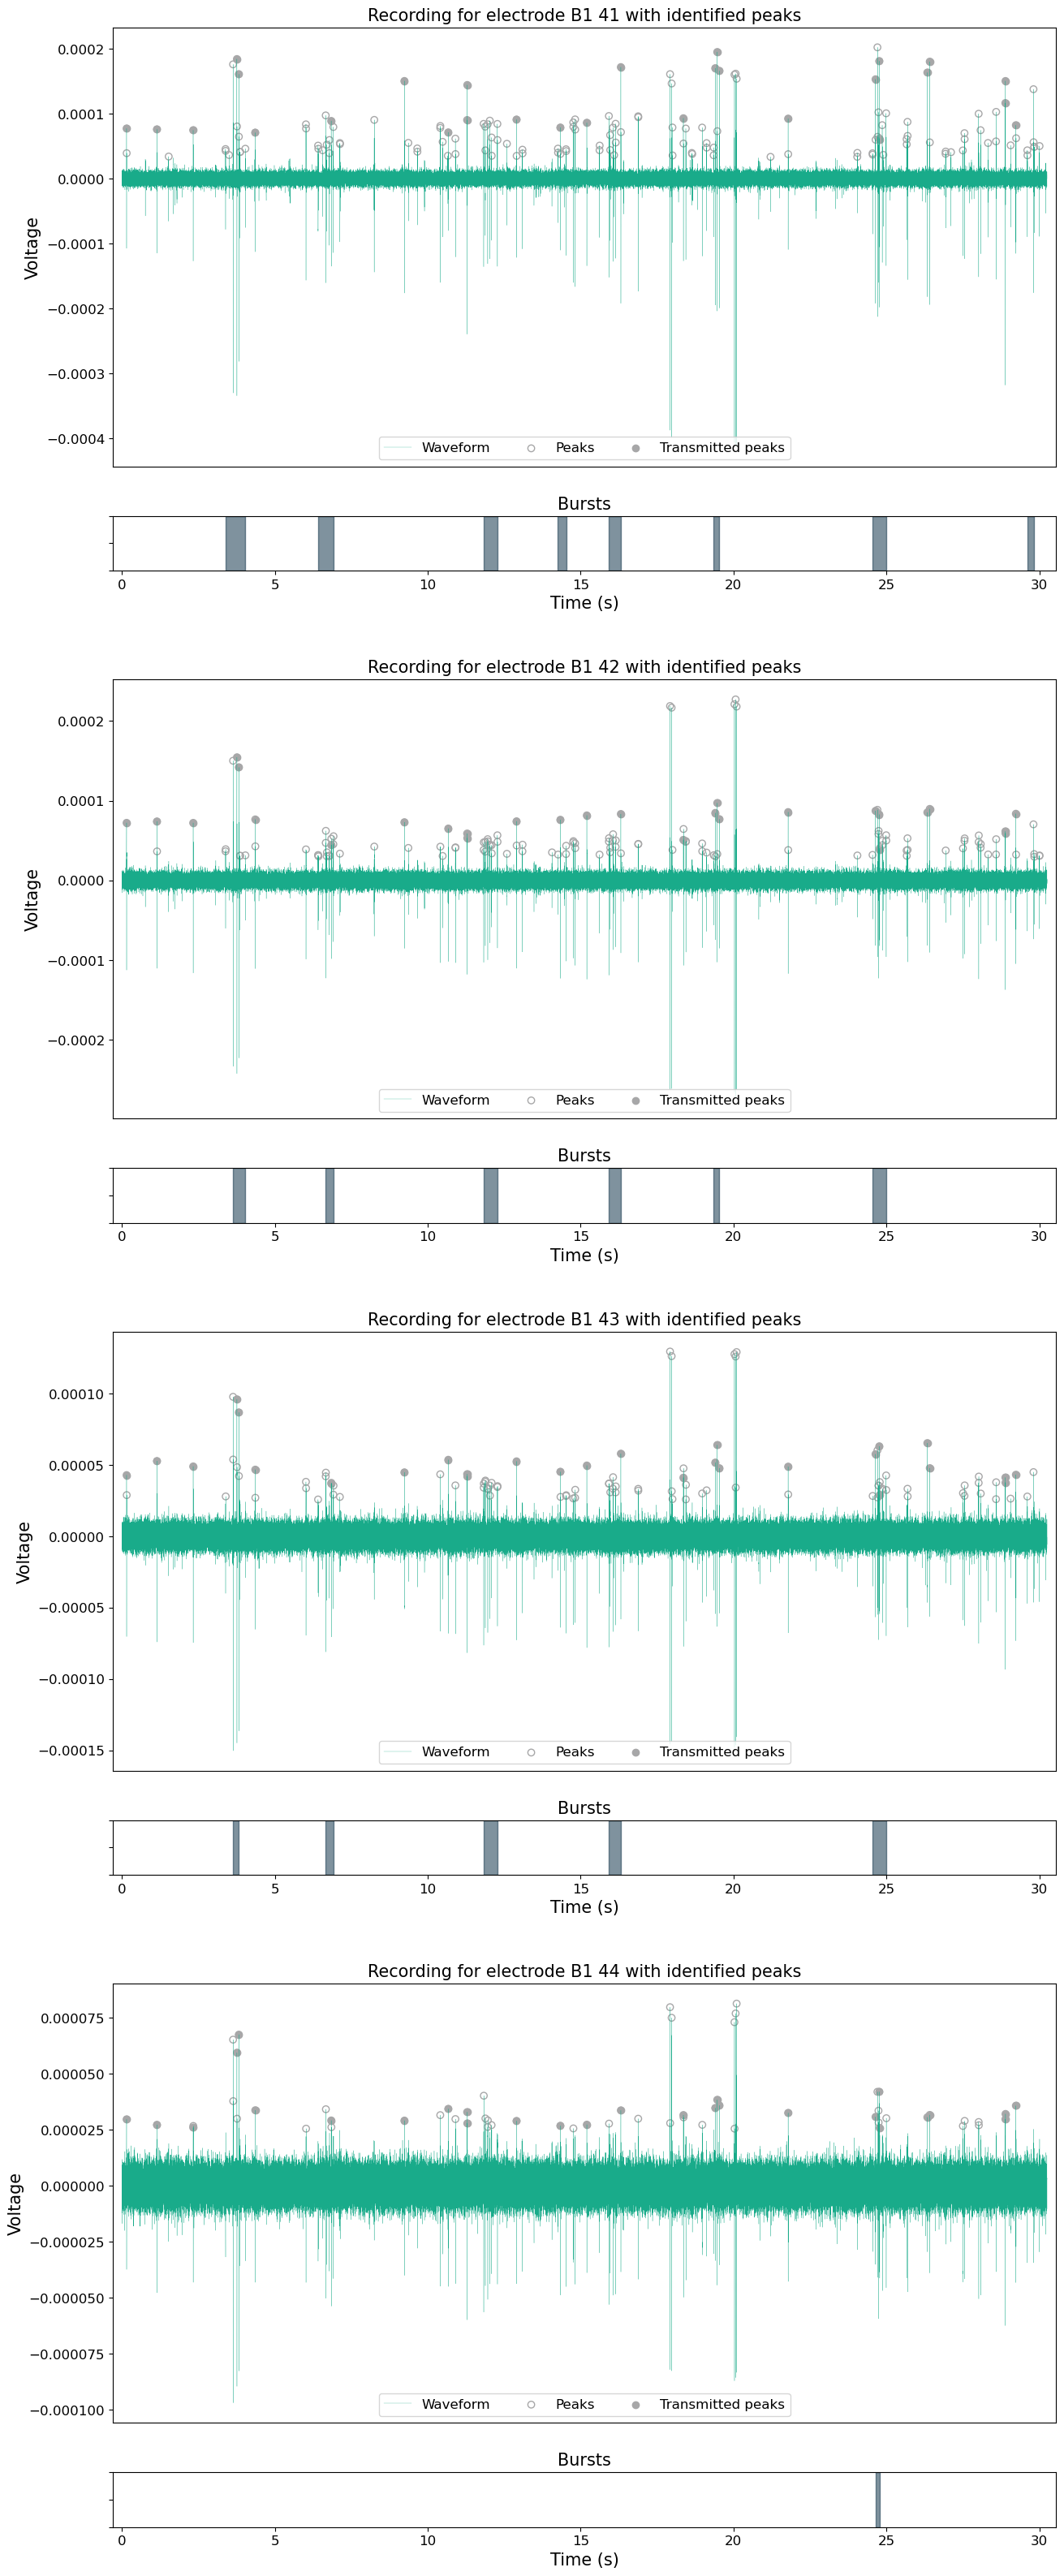 Recording for electrode B1 41 with identified peaks
0.0002
0.0001
0.0000
−0.0001
−0.0002
−0.0003
−0.0004
Voltage
Waveform Peaks Transmitted peaks
Bursts
0 5 10 15 20 25 30
Time (s)
Recording for electrode B1 42 with identified peaks
0.0002
0.0001
0.0000
−0.0001
−0.0002
Voltage
Waveform Peaks Transmitted peaks
Bursts
0 5 10 15 20 25 30
Time (s)
Recording for electrode B1 43 with identified peaks
0.00010
0.00005
0.00000
−0.00005
−0.00010
−0.00015
Voltage
Waveform Peaks Transmitted peaks
Bursts
0 5 10 15 20 25 30
Time (s)
Recording for electrode B1 44 with identified peaks
0.000075
0.000050
0.000025
0.000000
−0.000025
−0.000050
−0.000075
−0.000100
Voltage
Waveform Peaks Transmitted peaks
Bursts
0 5 10 15 20 25 30
Time (s)